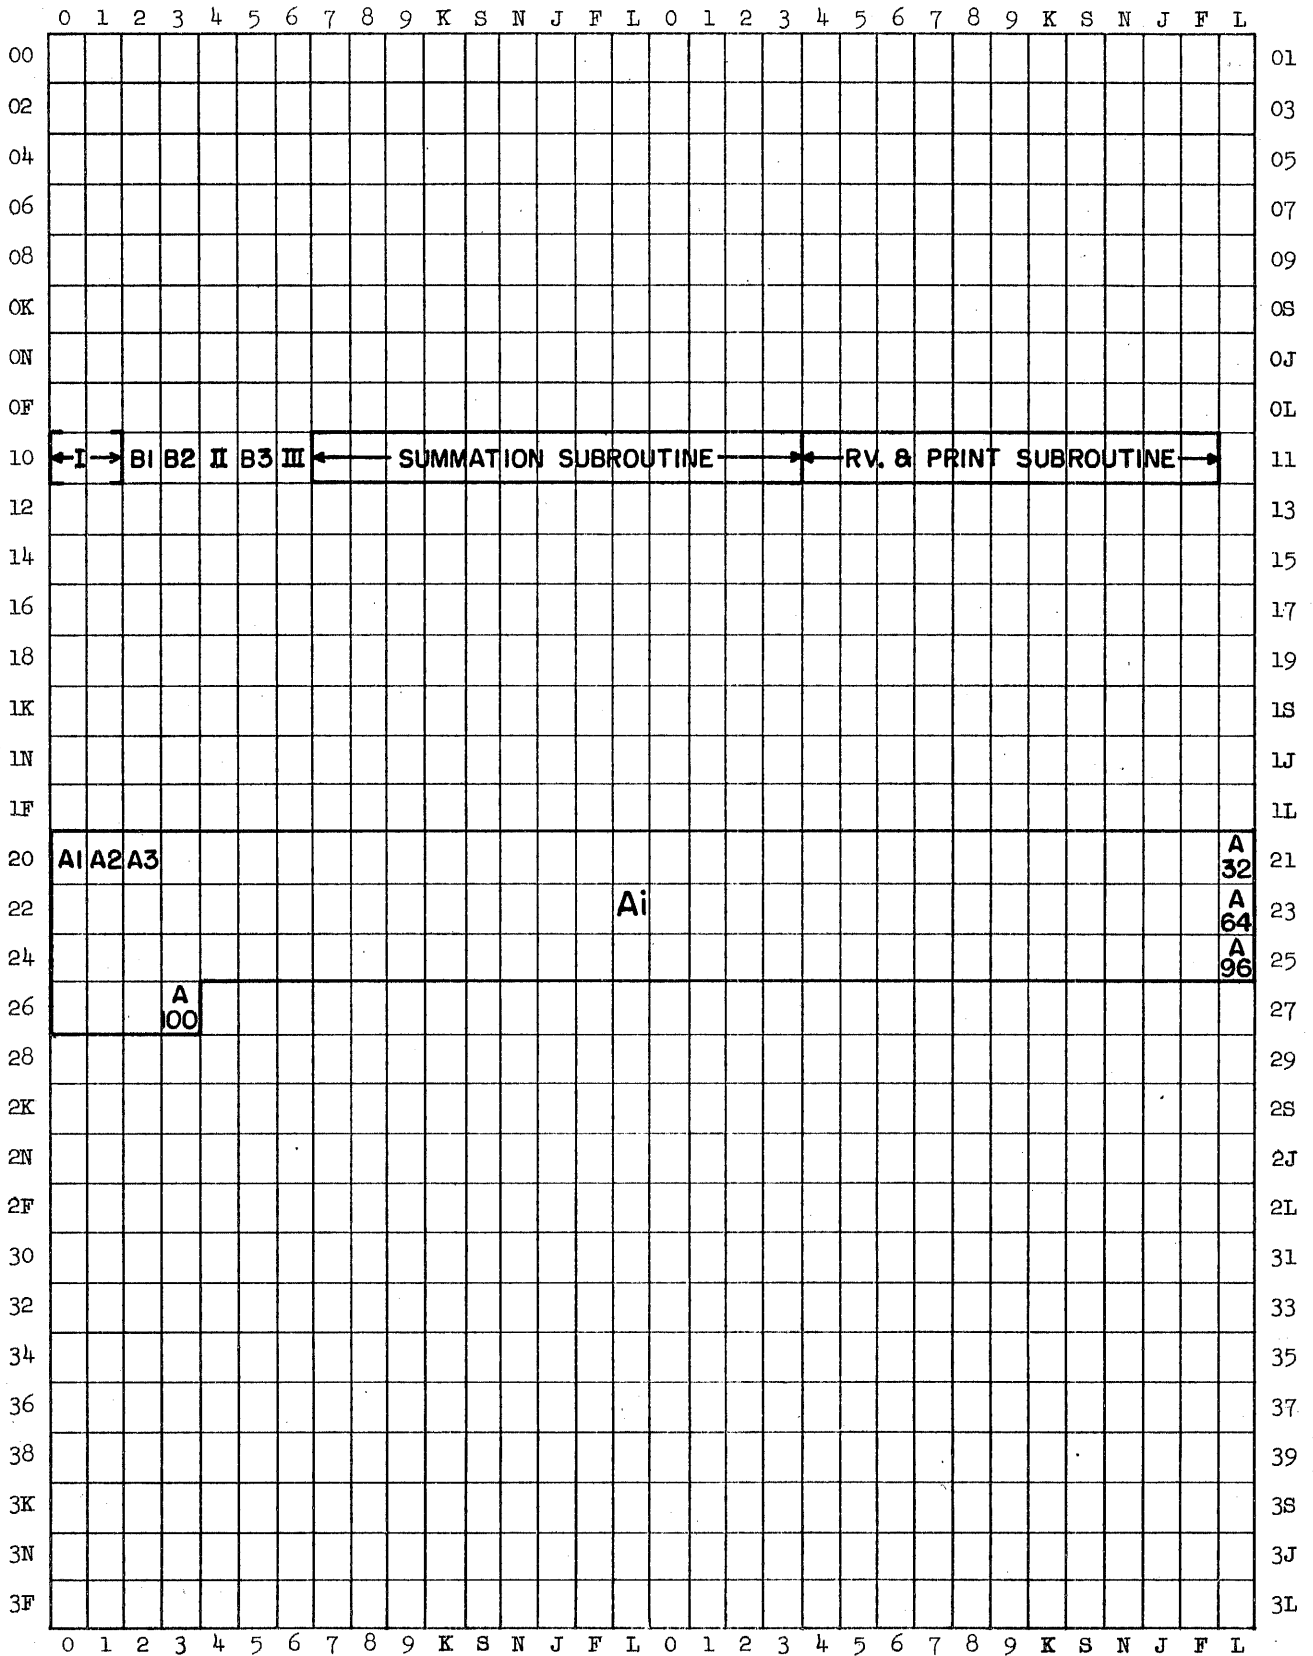 0 1 2 3 4 5 6 7 8 9 K S N J F L 0 1 2 3 4 5 6 7 8 9 K S N J F L
00 01
02 03
04 05
06 07
08 09
0K 0S
0N 0J
0F 0L
10 I B1 B2 II B3 III SUMMATION SUBROUTINE RV. & PRINT SUBROUTINE 11
12 13
14 15
16 17
18 19
1K 1S
1N 1J
1F 1L
20 A1 A2 A3 A 32 21
22 Ai A 64 23
24 A 96 25
26 A 100 27
28 29
2K 2S
2N 2J
2F 2L
30 31
32 33
34 35
36 37
38 39
3K 3S
3N 3J
3F 3L
0 1 2 3 4 5 6 7 8 9 K S N J F L 0 1 2 3 4 5 6 7 8 9 K S N J F L